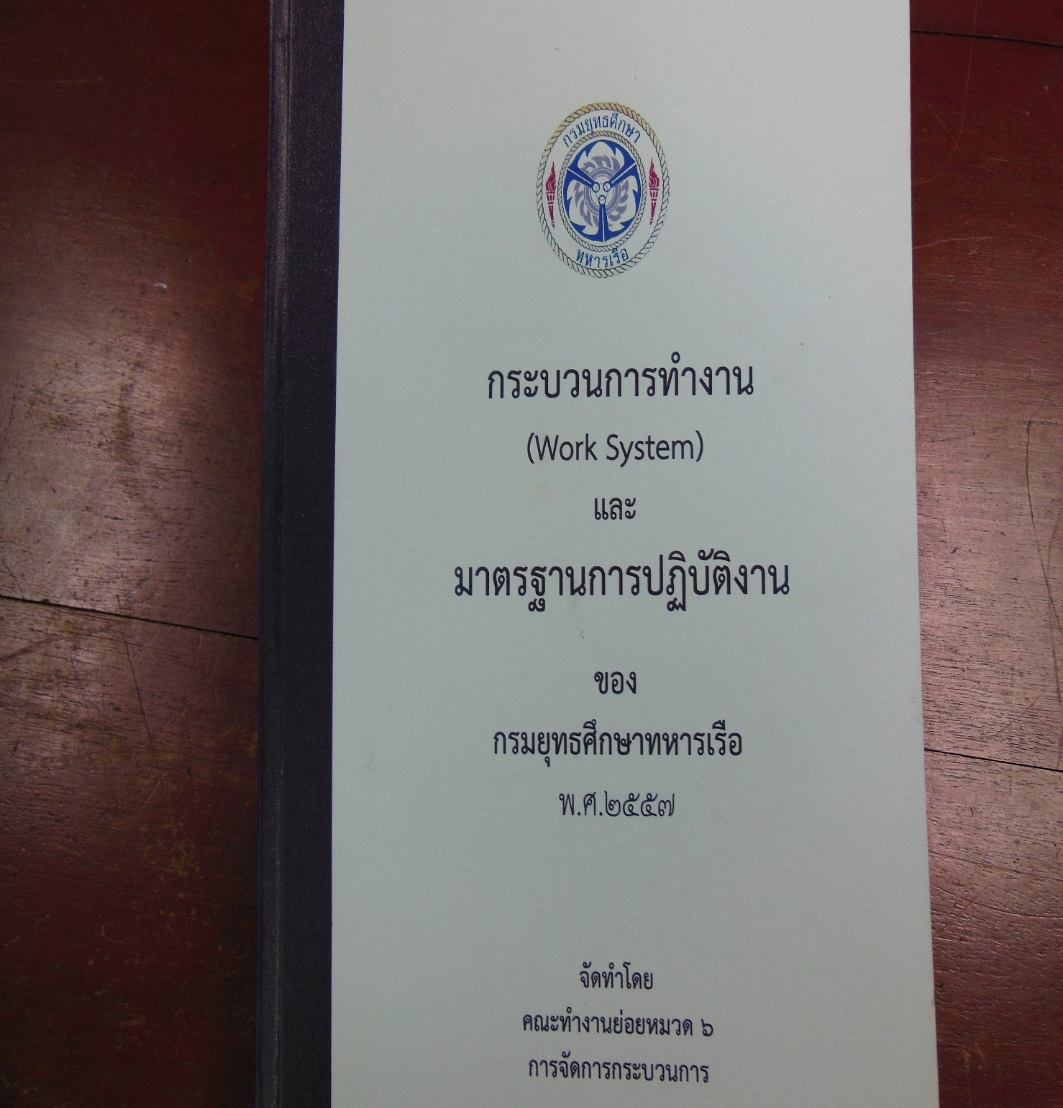 กรมยุทธศึกษา
ทหารเรือ
กระบวนการทำงาน
(Work System)
และ
มาตรฐานการปฏิบัติงาน
ของ
กรมยุทธศึกษาทหารเรือ
พ.ศ.๒๕๕๗
จัดทำโดย
คณะทำงานย่อยหมวด ๖
การจัดการกระบวนการ